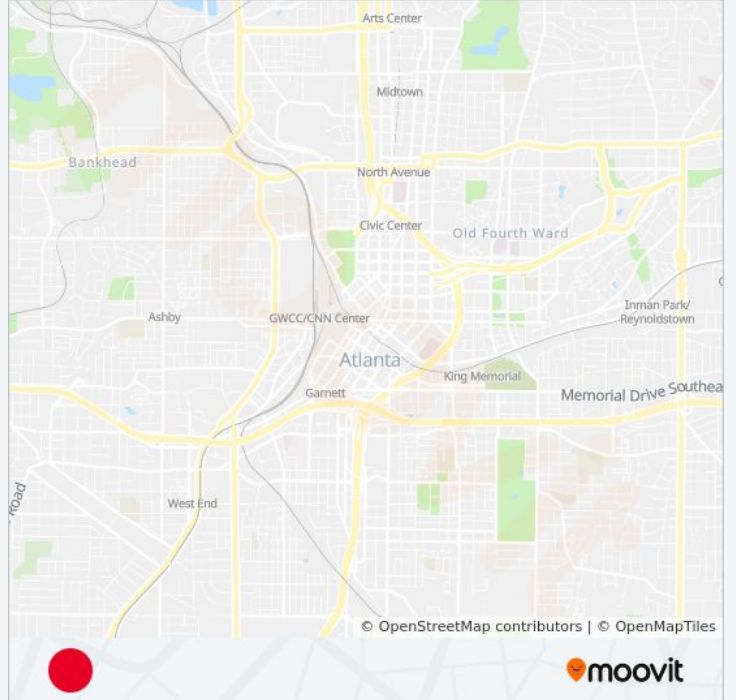 Arts Center
Midtown
Bankhead
North Avenue
Civic Center
Old Fourth Ward
Inman Park/
Reynoldstown
Ashby
GWCC/CNN Center
Atlanta
King Memorial
Garnett
Memorial Drive Southea
West End
Road
© OpenStreetMap contributors | © OpenMapTiles
moovit